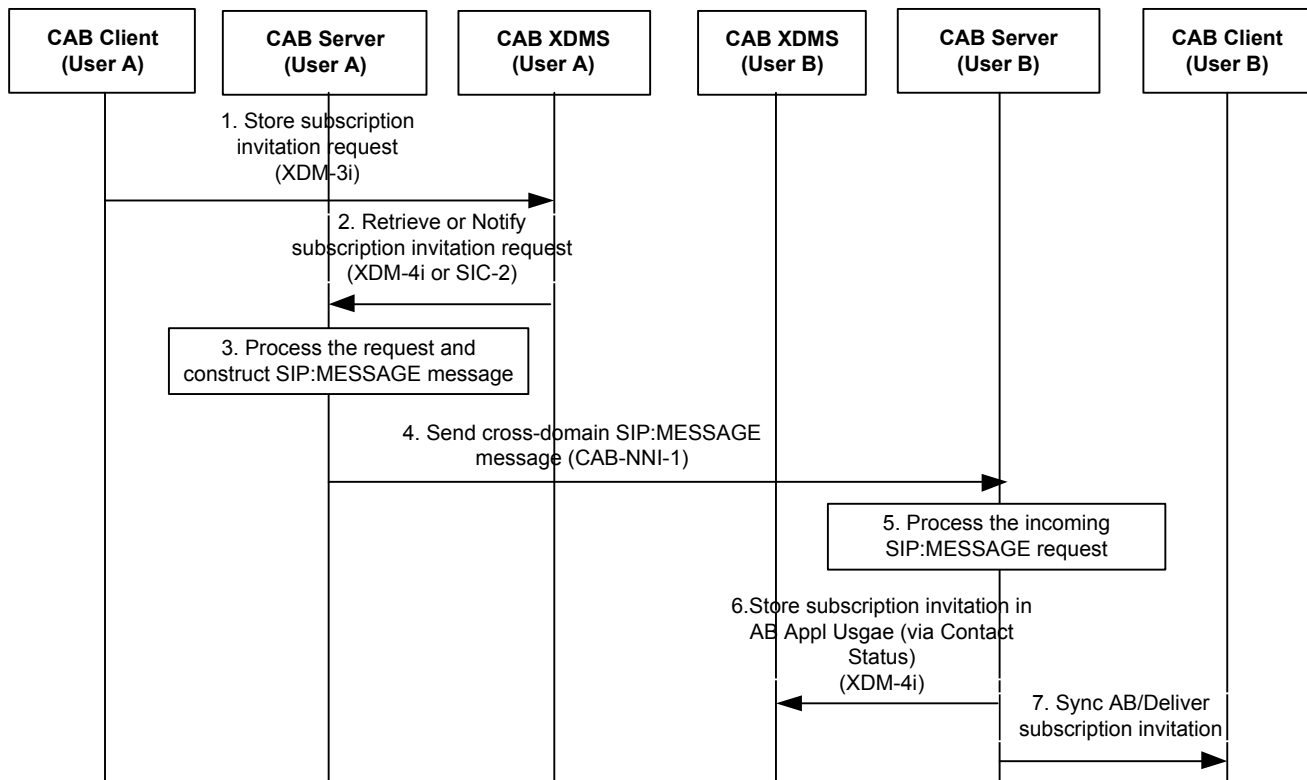 CAB Client
(User A)
CAB Server
(User A)
CAB XDMS
(User A)
CAB XDMS
(User B)
CAB Server
(User B)
CAB Client
(User B)
1. Store subscription
invitation request
(XDM-3i)
2. Retrieve or Notify
subscription invitation request
(XDM-4i or SIC-2)
3. Process the request and
construct SIP:MESSAGE message
4. Send cross-domain SIP:MESSAGE
message (CAB-NNI-1)
5. Process the incoming
SIP:MESSAGE request
6.Store subscription invitation in
AB Appl Usgae (via Contact
Status)
(XDM-4i)
7. Sync AB/Deliver
subscription invitation